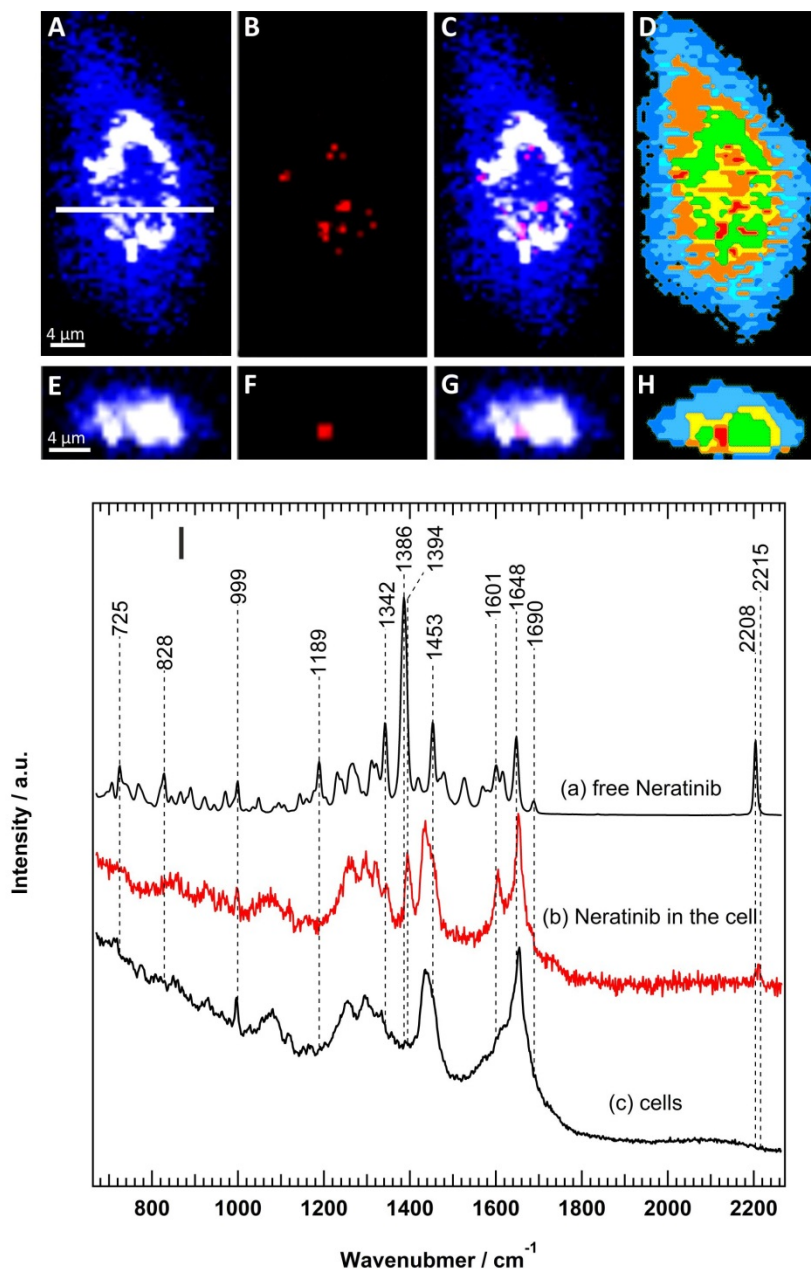 A
B
C
D
4 µm
E
F
G
H
4 µm
725
828
999
1189
1342
1386
1394
1453
1601
1648
1690
2208
2215
(a) free Neratinib
(b) Neratinib in the cell
(c) cells
Intensity / a.u.
800 1000 1200 1400 1600 1800 2000 2200
Wavenubmer / cm⁻¹